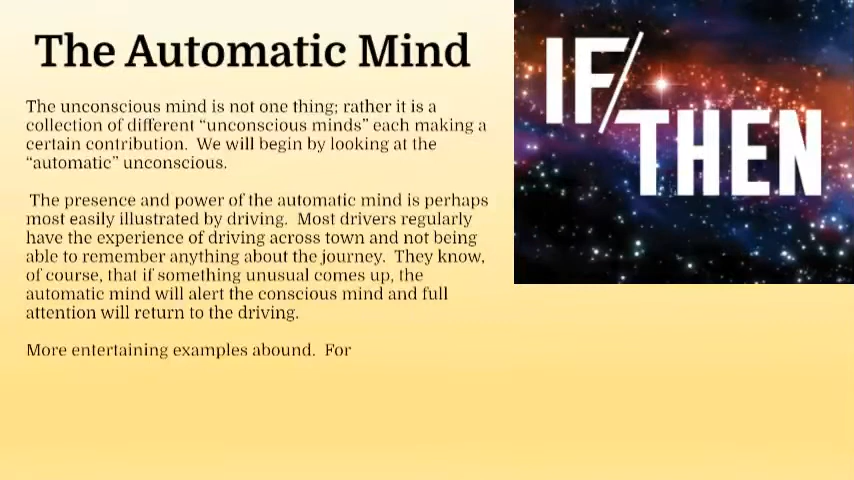 The Automatic Mind
The unconscious mind is not one thing; rather it is a
collection of different “unconscious minds” each making a
certain contribution.  We will begin by looking at the
“automatic” unconscious.
The presence and power of the automatic mind is perhaps
most easily illustrated by driving.  Most drivers regularly
have the experience of driving across town and not being
able to remember anything about the journey.  They know,
of course, that if something unusual comes up, the
automatic mind will alert the conscious mind and full
attention will return to the driving.
More entertaining examples abound.  For
IF/
THEN